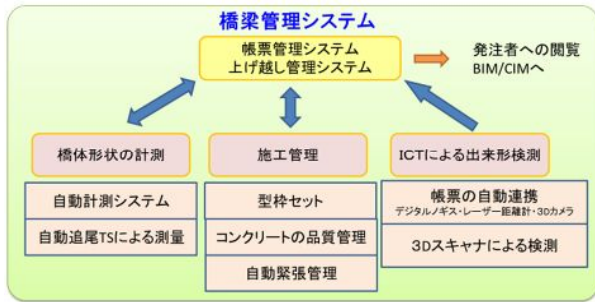 橋梁管理システム
帳票管理システム
上げ越し管理システム
発注者への閲覧
BIM/CIMへ
橋体形状の計測
施工管理
ICTによる出来形検測
自動計測システム
自動追尾TSによる測量
型枠セット
コンクリートの品質管理
自動緊張管理
帳票の自動連携
デジタルノギス・レーザー距離計・3Dカメラ
3Dスキャナによる検測